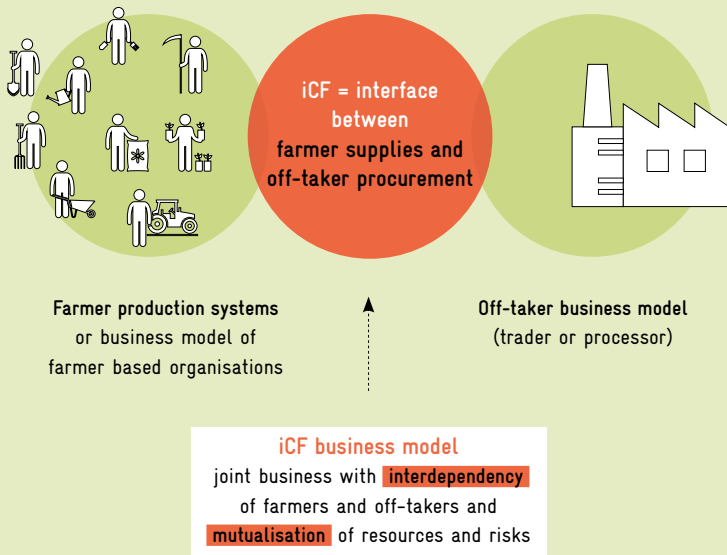 iCF = interface
between
farmer supplies and
off-taker procurement
Farmer production systems
or business model of
farmer based organisations
Off-taker business model
(trader or processor)
iCF business model
joint business with interdependency
of farmers and off-takers and
mutualisation of resources and risks